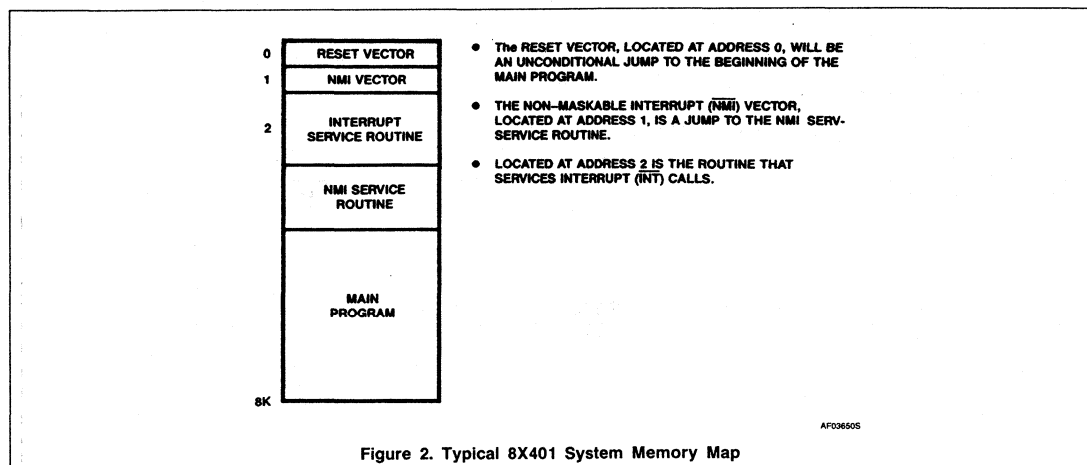 0
RESET VECTOR
1
NMI VECTOR
2
INTERRUPT
SERVICE ROUTINE
NMI SERVICE
ROUTINE
MAIN
PROGRAM
8K
● The RESET VECTOR, LOCATED AT ADDRESS 0, WILL BE
AN UNCONDITIONAL JUMP TO THE BEGINNING OF THE
MAIN PROGRAM.
● THE NON–MASKABLE INTERRUPT (N̅M̅I̅) VECTOR,
LOCATED AT ADDRESS 1, IS A JUMP TO THE NMI SERV-
SERVICE ROUTINE.
● LOCATED AT ADDRESS 2 IS THE ROUTINE THAT
SERVICES INTERRUPT (I̅N̅T̅) CALLS.
AF03650S
Figure 2. Typical 8X401 System Memory Map